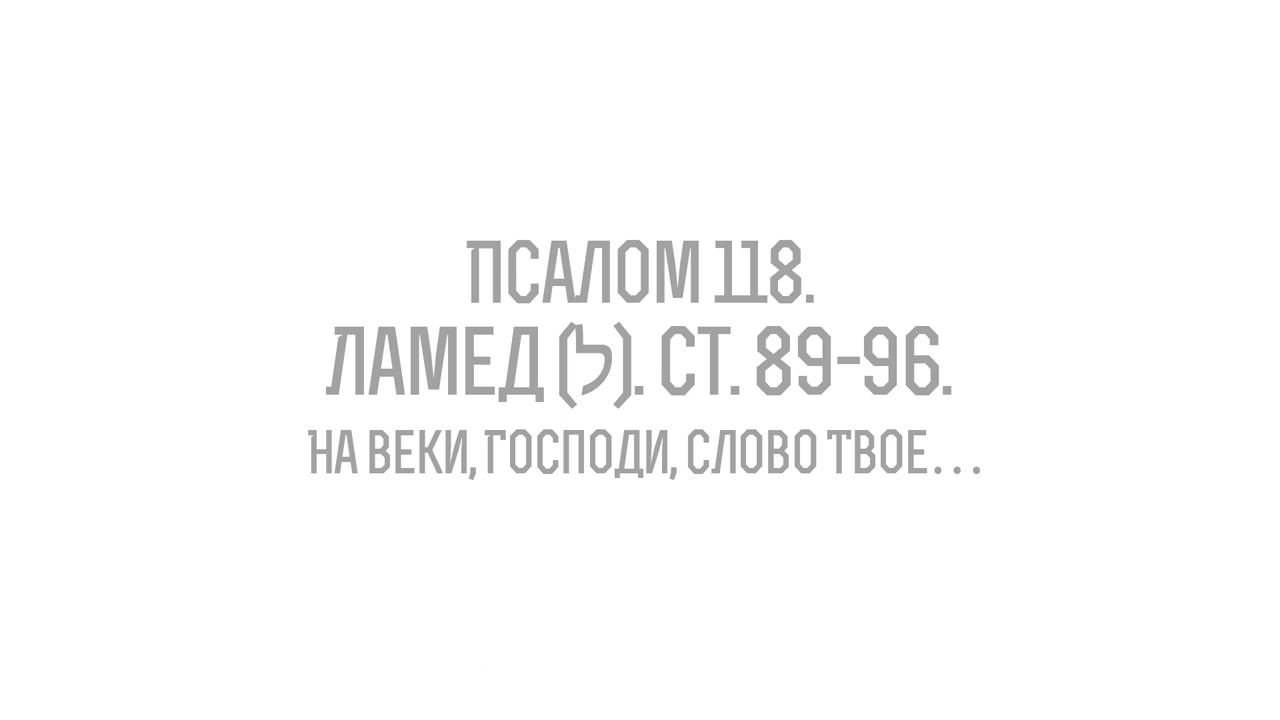 ПСАЛОМ 118.
ЛАМЕД (ל). СТ. 89-96.
НА ВЕКИ, ГОСПОДИ, СЛОВО ТВОЕ...